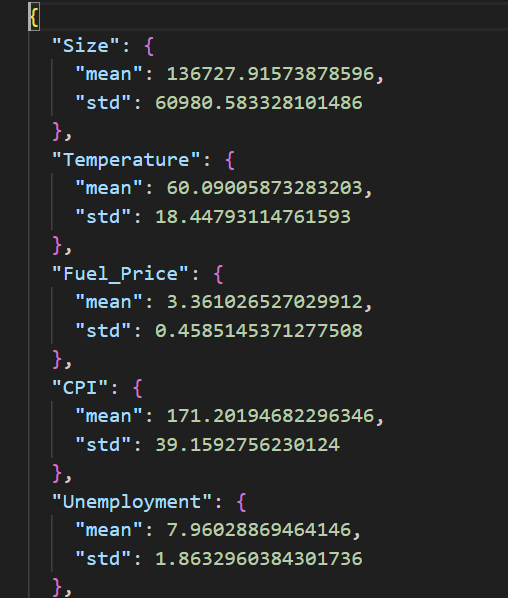 {
  "Size": {
    "mean": 136727.91573878596,
    "std": 60980.583328101486
  },
  "Temperature": {
    "mean": 60.09005873283203,
    "std": 18.44793114761593
  },
  "Fuel_Price": {
    "mean": 3.361026527029912,
    "std": 0.4585145371277508
  },
  "CPI": {
    "mean": 171.20194682296346,
    "std": 39.1592756230124
  },
  "Unemployment": {
    "mean": 7.96028869464146,
    "std": 1.8632960384301736
  },